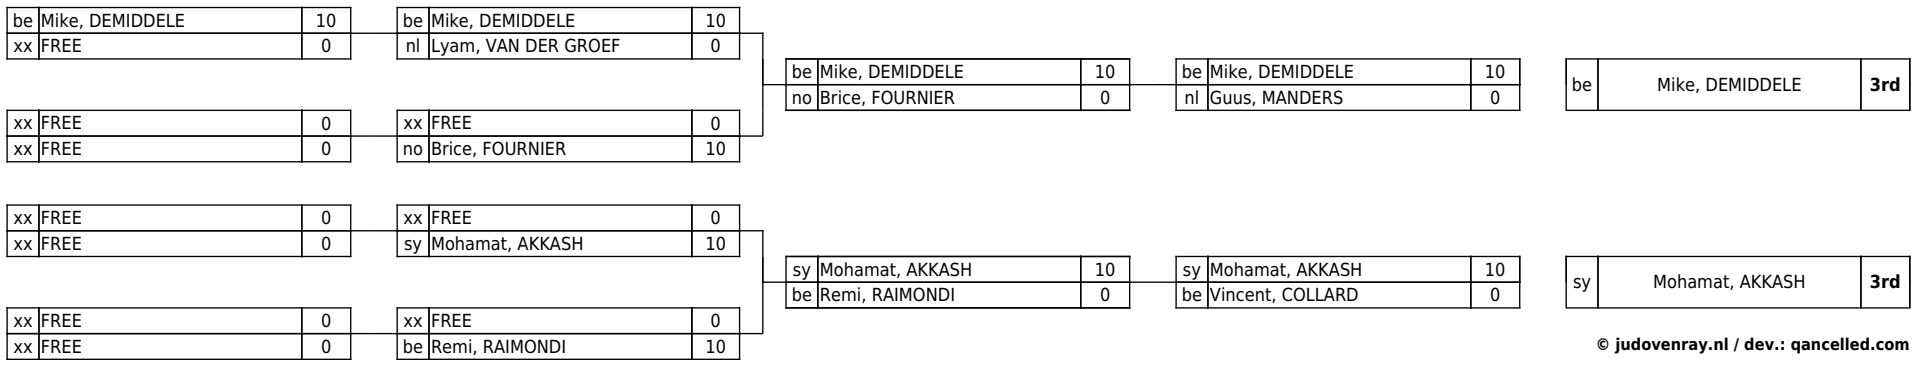 be Mike, DEMIDDELE 10
xx FREE 0
xx FREE 0
xx FREE 0
xx FREE 0
xx FREE 0
xx FREE 0
xx FREE 0
be Mike, DEMIDDELE 10
nl Lyam, VAN DER GROEF 0
xx FREE 0
no Brice, FOURNIER 10
xx FREE 0
sy Mohamat, AKKASH 10
xx FREE 0
be Remi, RAIMONDI 10
be Mike, DEMIDDELE 10
no Brice, FOURNIER 0
sy Mohamat, AKKASH 10
be Remi, RAIMONDI 0
be Mike, DEMIDDELE 10
nl Guus, MANDERS 0
sy Mohamat, AKKASH 10
be Vincent, COLLARD 0
be Mike, DEMIDDELE 3rd
sy Mohamat, AKKASH 3rd
© judovenray.nl / dev.: qancelled.com